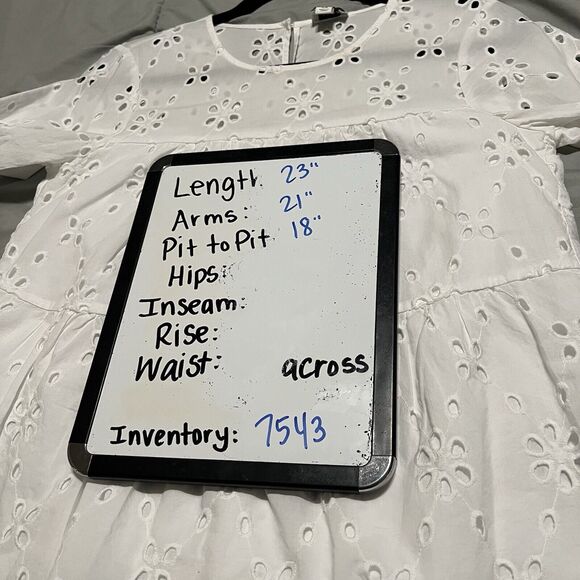 Length 23"
Arms: 21"
Pit to Pit 18"
Hips:
Inseam:
Rise:
Waist: across
Inventory: 7543